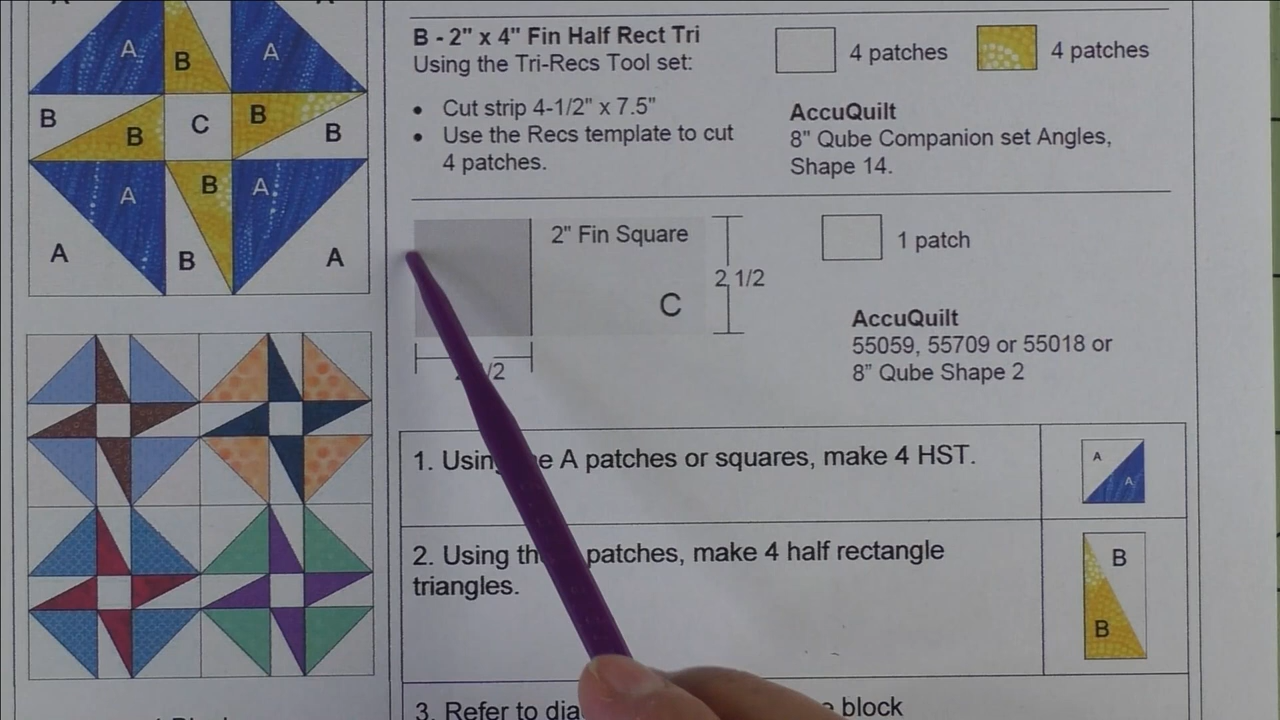 A
A
A
B
A
B
B
C
B
B
A
B
A
A
B
A
B - 2" x 4" Fin Half Rect Tri
Using the Tri-Recs Tool set:
• Cut strip 4-1/2" x 7.5"
• Use the Recs template to cut
4 patches.
4 patches
4 patches
AccuQuilt
8" Qube Companion set Angles,
Shape 14.
2" Fin Square
C
2 1/2
/2
1 patch
AccuQuilt
55059, 55709 or 55018 or
8" Qube Shape 2
1. Using A patches or squares, make 4 HST.
A
A
2. Using patches, make 4 half rectangle
triangles.
B
B
3. Refer to block